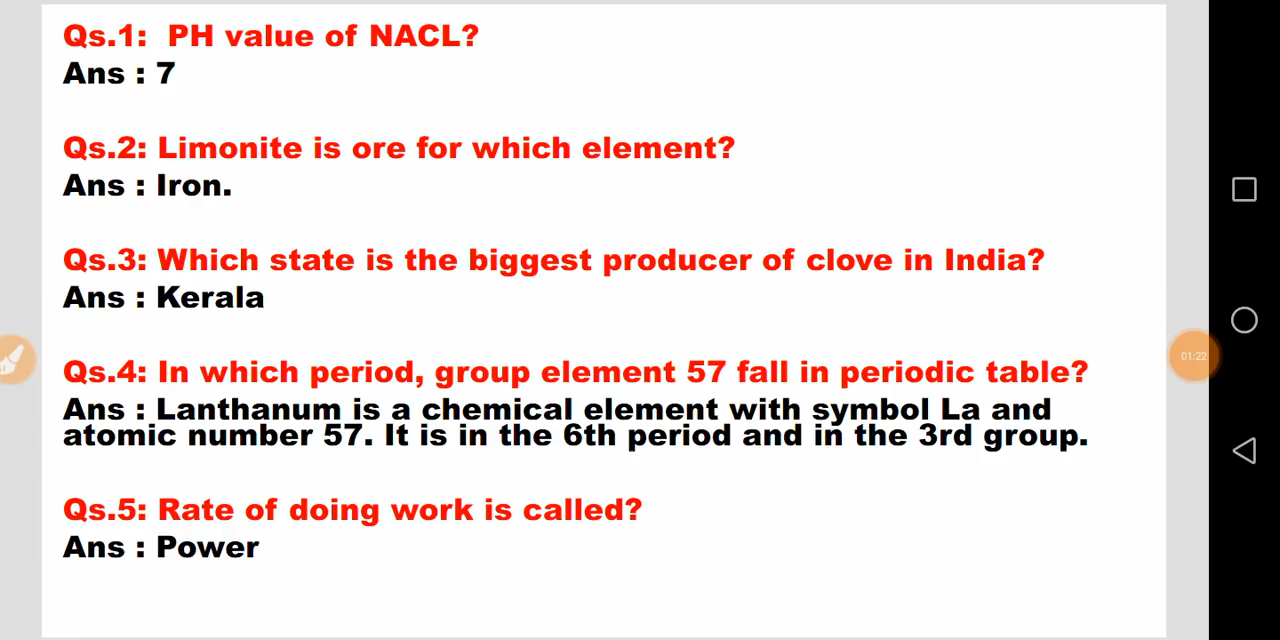 Qs.1:  PH value of NACL?
Ans : 7
Qs.2: Limonite is ore for which element?
Ans : Iron.
Qs.3: Which state is the biggest producer of clove in India?
Ans : Kerala
Qs.4: In which period, group element 57 fall in periodic table?
Ans : Lanthanum is a chemical element with symbol La and
atomic number 57. It is in the 6th period and in the 3rd group.
Qs.5: Rate of doing work is called?
Ans : Power
01:22